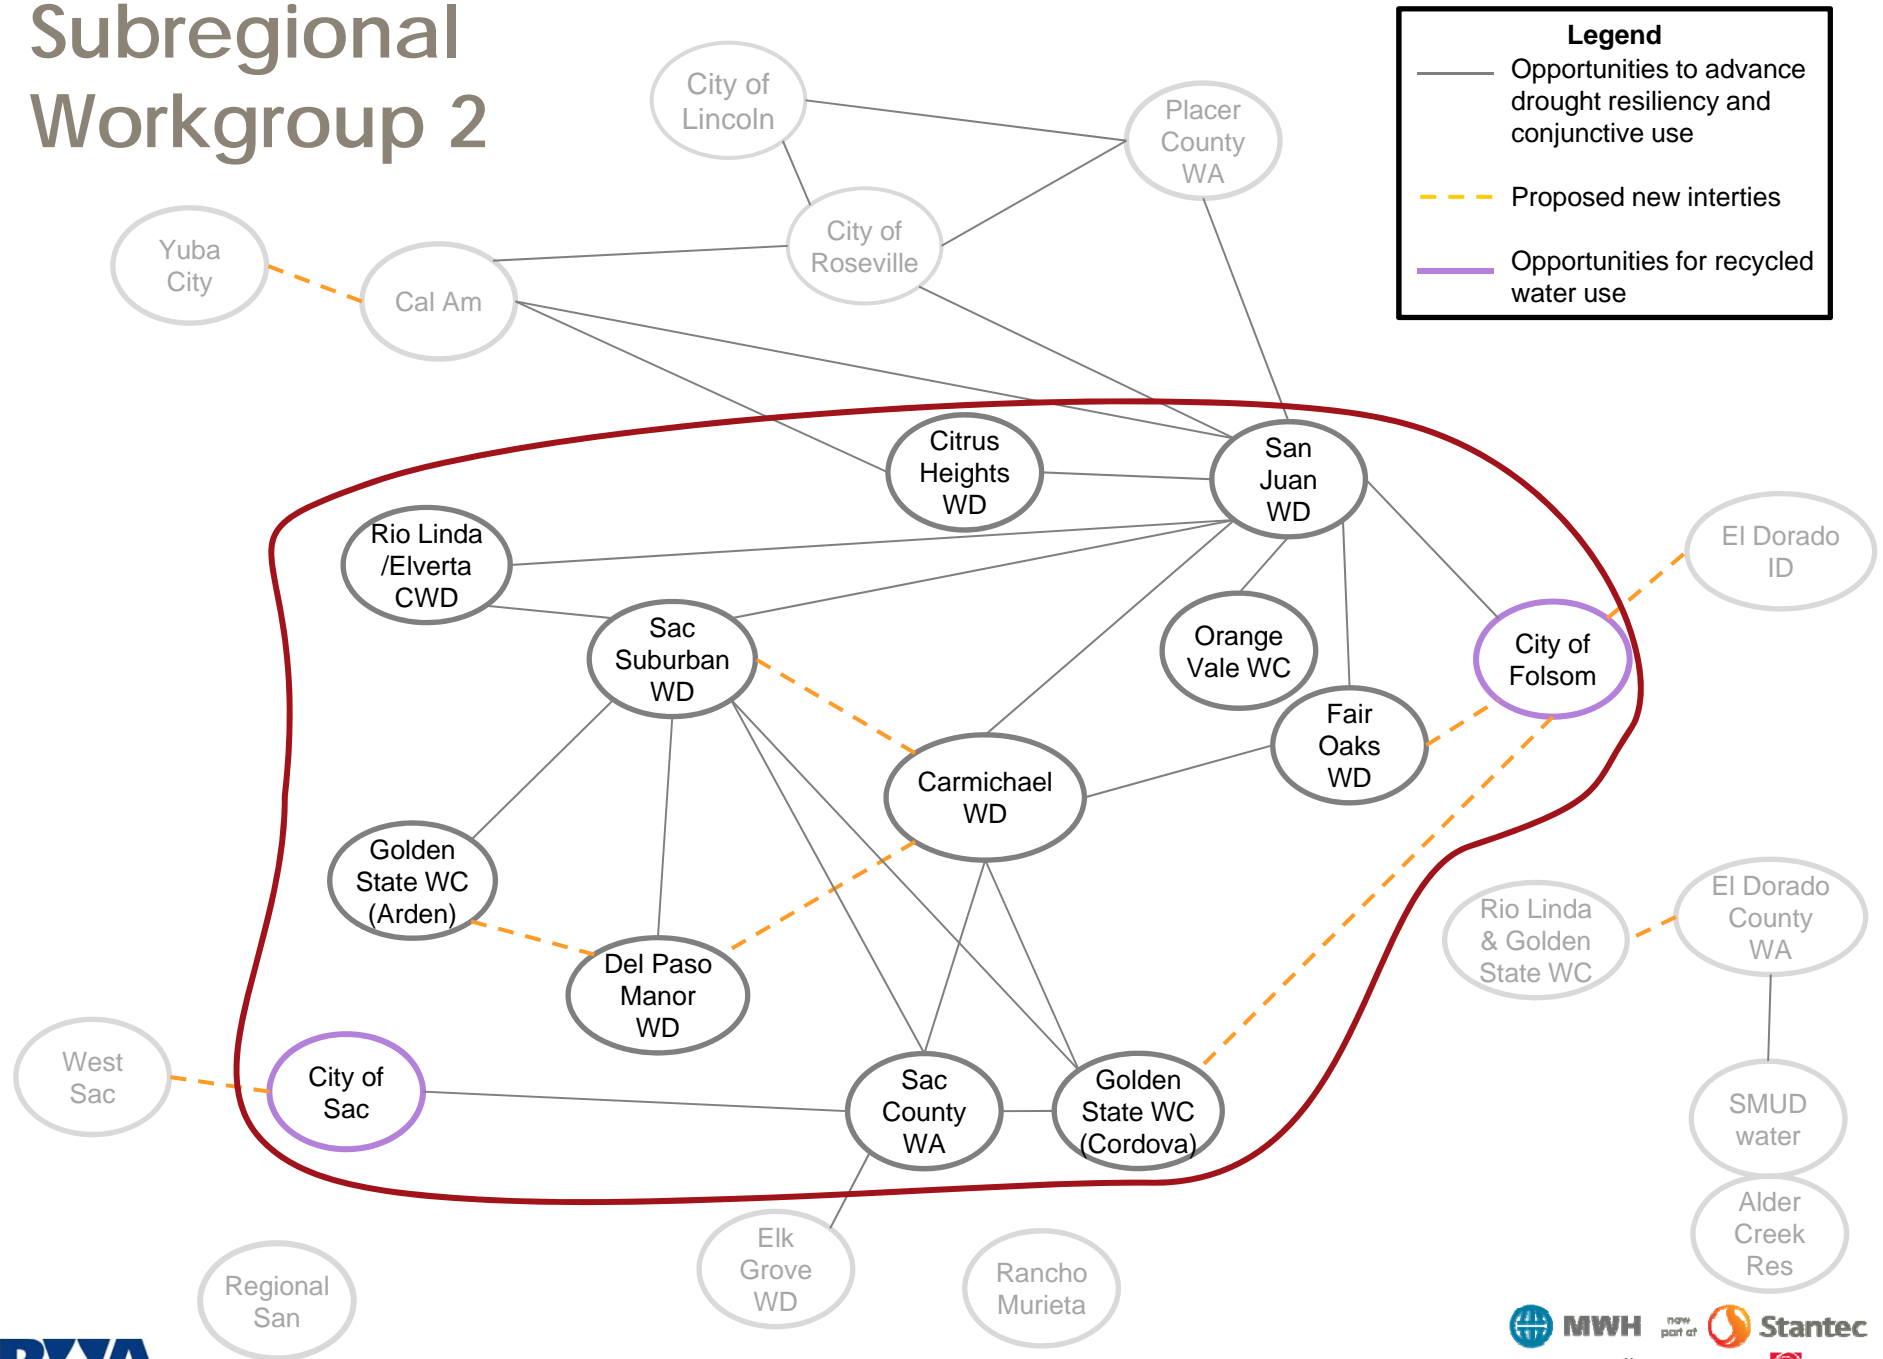 Subregional
Workgroup 2
Legend
Opportunities to advance
drought resiliency and
conjunctive use
Proposed new interties
Opportunities for recycled
water use
City of
Lincoln
Placer
County
WA
Yuba
City
Cal Am
City of
Roseville
Citrus
Heights
WD
San
Juan
WD
Rio Linda
/Elverta
CWD
El Dorado
ID
Sac
Suburban
WD
Orange
Vale WC
City of
Folsom
Fair
Oaks
WD
Carmichael
WD
Golden
State WC
(Arden)
Del Paso
Manor
WD
Rio Linda
& Golden
State WC
El Dorado
County
WA
West
Sac
City of
Sac
Sac
County
WA
Golden
State WC
(Cordova)
SMUD
water
Alder
Creek
Res
Elk
Grove
WD
Rancho
Murieta
Regional
San
MWH now part of Stantec